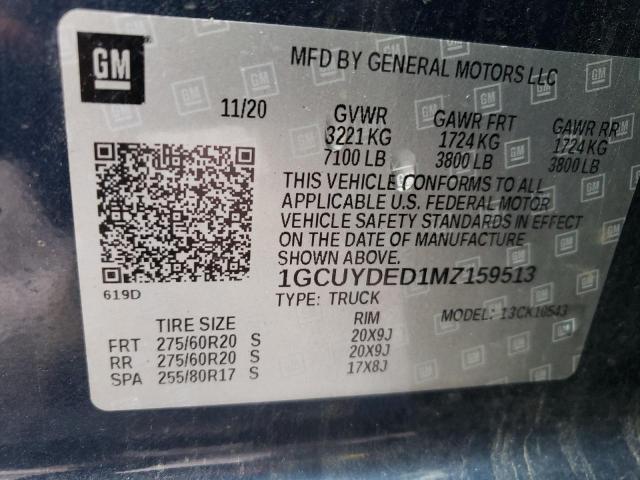 GM
MFD BY GENERAL MOTORS LLC
11/20 GVWR GAWR FRT GAWR RR
3221 KG 1724 KG 1724 KG
7100 LB 3800 LB 3800 LB
THIS VEHICLE CONFORMS TO ALL
APPLICABLE U.S. FEDERAL MOTOR
VEHICLE SAFETY STANDARDS IN EFFECT
ON THE DATE OF MANUFACTURE
SHOWN ABOVE.
1GCUYDED1MZ159513
619D
TYPE: TRUCK MODEL: 13CK10543
TIRE SIZE RIM
FRT 275/60R20 S 20X9J
RR 275/60R20 S 20X9J
SPA 255/80R17 S 17X8J